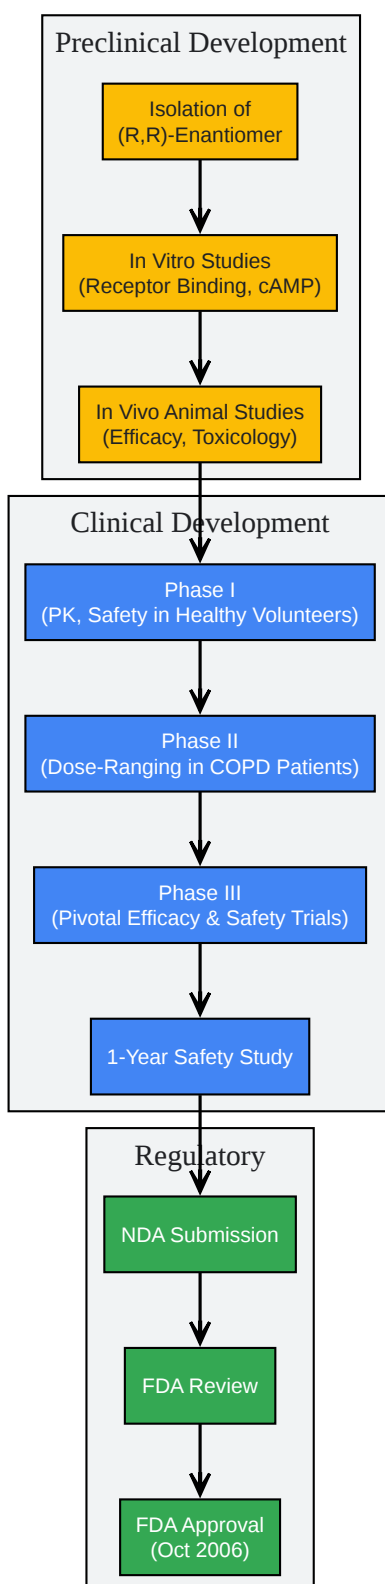 Preclinical Development
Isolation of
(R,R)-Enantiomer
In Vitro Studies
(Receptor Binding, cAMP)
In Vivo Animal Studies
(Efficacy, Toxicology)
Clinical Development
Phase I
(PK, Safety in Healthy Volunteers)
Phase II
(Dose-Ranging in COPD Patients)
Phase III
(Pivotal Efficacy & Safety Trials)
1-Year Safety Study
Regulatory
NDA Submission
FDA Review
FDA Approval
(Oct 2006)